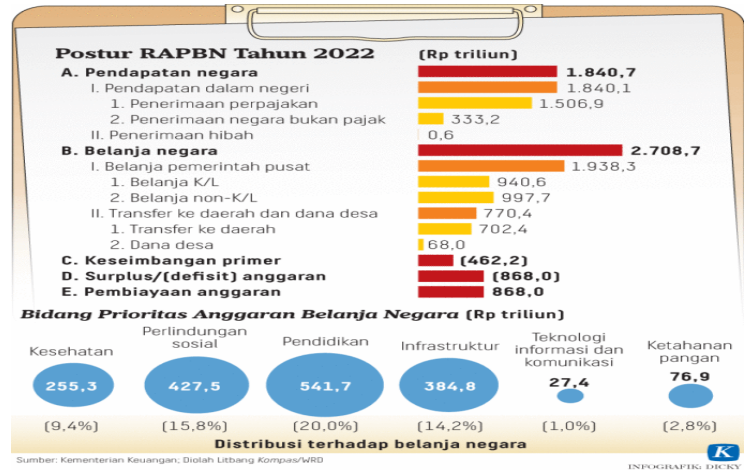 Postur RAPBN Tahun 2022 (Rp triliun)
A. Pendapatan negara 1.840,7
I. Pendapatan dalam negeri 1.840,1
1. Penerimaan perpajakan 1.506,9
2. Penerimaan negara bukan pajak 333,2
II. Penerimaan hibah 0,6
B. Belanja negara 2.708,7
I. Belanja pemerintah pusat 1.938,3
1. Belanja K/L 940,6
2. Belanja non-K/L 997,7
II. Transfer ke daerah dan dana desa 770,4
1. Transfer ke daerah 702,4
2. Dana desa 68,0
C. Keseimbangan primer (462,2)
D. Surplus/(defisit) anggaran (868,0)
E. Pembiayaan anggaran 868,0
Bidang Prioritas Anggaran Belanja Negara (Rp triliun)
Kesehatan
255,3
(9,4%)
Perlindungan
sosial
427,5
(15,8%)
Pendidikan
541,7
(20,0%)
Infrastruktur
384,8
(14,2%)
Teknologi
informasi dan
komunikasi
27,4
(1,0%)
Ketahanan
pangan
76,9
(2,8%)
Distribusi terhadap belanja negara
Sumber: Kementerian Keuangan; Diolah Litbang Kompas/WRD
K
INFOGRAFIK: DICKY